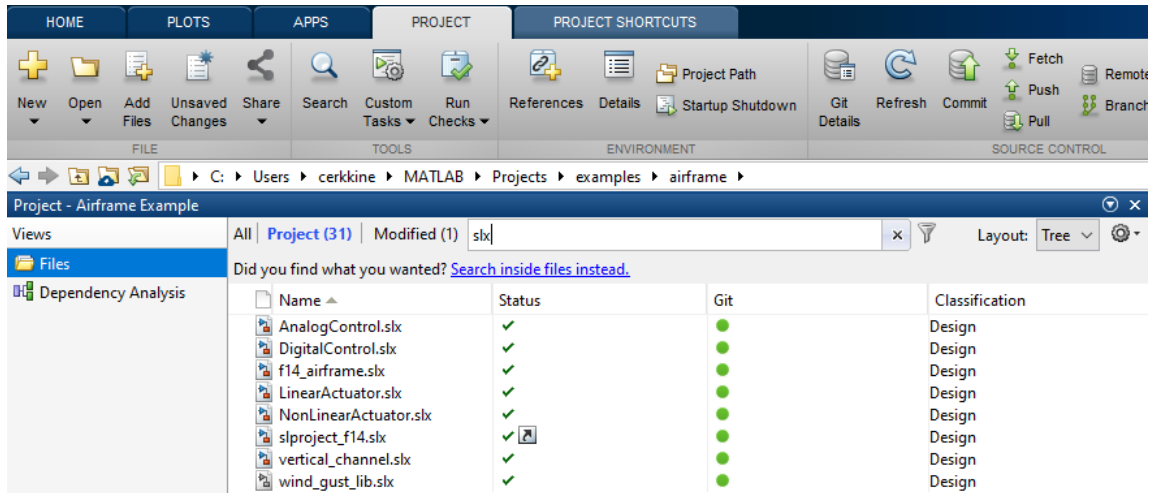 HOME PLOTS APPS PROJECT PROJECT SHORTCUTS
New Open Add Files Unsaved Changes Share Search Custom Tasks Run Checks References Details Project Path Startup Shutdown Git Details Refresh Commit Fetch Push Pull Remote Branch
FILE TOOLS ENVIRONMENT SOURCE CONTROL
C: Users cerkkine MATLAB Projects examples airframe
Project - Airframe Example
Views All Project (31) Modified (1) slx Layout: Tree
Files Did you find what you wanted? Search inside files instead.
Dependency Analysis Name Status Git Classification
AnalogControl.slx Design
DigitalControl.slx Design
f14_airframe.slx Design
LinearActuator.slx Design
NonLinearActuator.slx Design
slproject_f14.slx Design
vertical_channel.slx Design
wind_gust_lib.slx Design